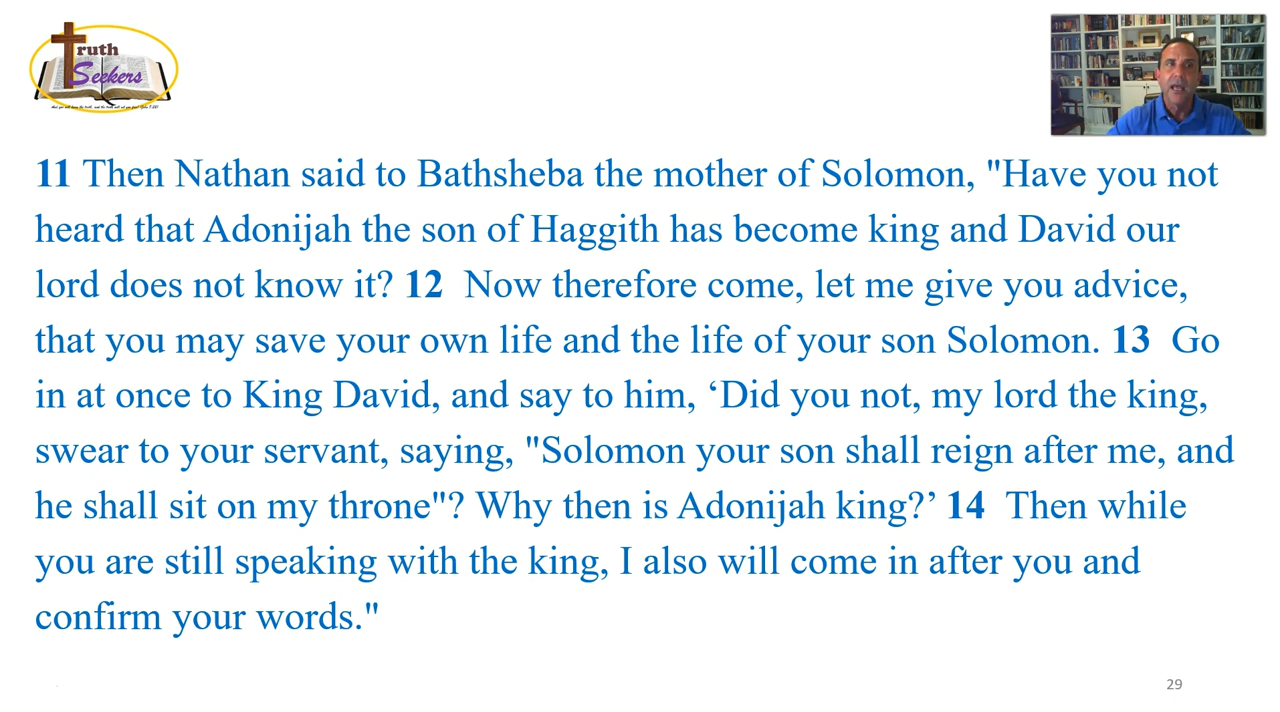 Truth
Seekers
11 Then Nathan said to Bathsheba the mother of Solomon, "Have you not
heard that Adonijah the son of Haggith has become king and David our
lord does not know it? 12 Now therefore come, let me give you advice,
that you may save your own life and the life of your son Solomon. 13 Go
in at once to King David, and say to him, ‘Did you not, my lord the king,
swear to your servant, saying, "Solomon your son shall reign after me, and
he shall sit on my throne"? Why then is Adonijah king?’ 14 Then while
you are still speaking with the king, I also will come in after you and
confirm your words."
29